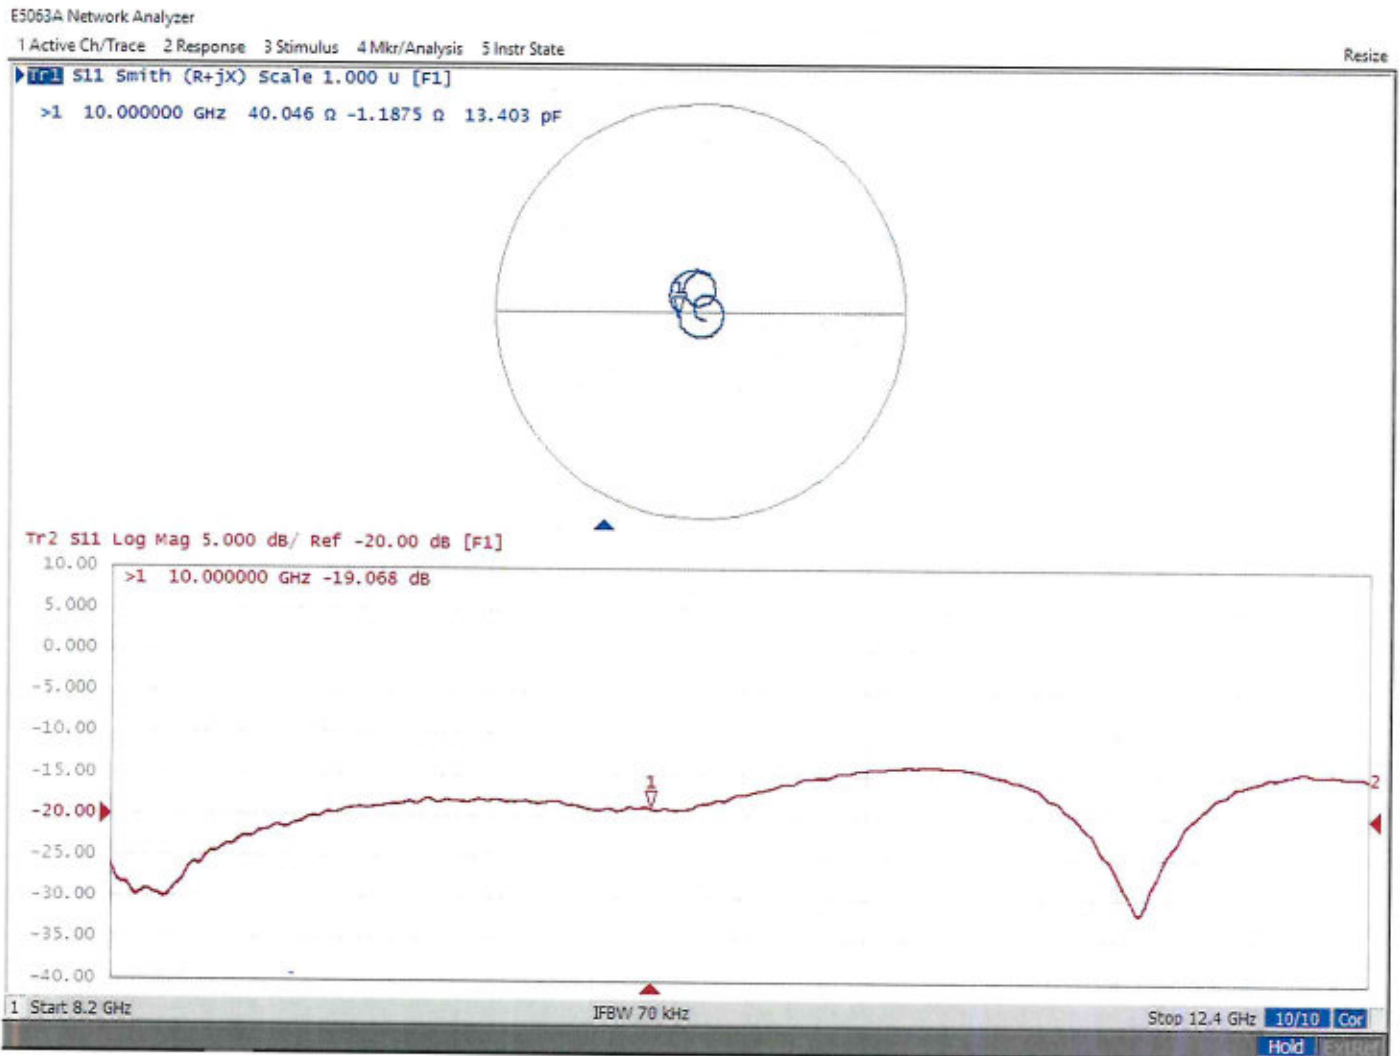 E5063A Network Analyzer
1 Active Ch/Trace 2 Response 3 Stimulus 4 Mkr/Analysis 5 Instr State
Resize
Tr1 S11 Smith (R+jX) Scale 1.000 U [F1]
>1 10.000000 GHz 40.046 Ω -1.1875 Ω 13.403 pF
1
Tr2 S11 Log Mag 5.000 dB/ Ref -20.00 dB [F1]
>1 10.000000 GHz -19.068 dB
10.00
5.000
0.000
-5.000
-10.00
-15.00
-20.00
-25.00
-30.00
-35.00
-40.00
1
2
1 Start 8.2 GHz
IFBW 70 kHz
Stop 12.4 GHz 10/10 Cor
Hold ExtRef